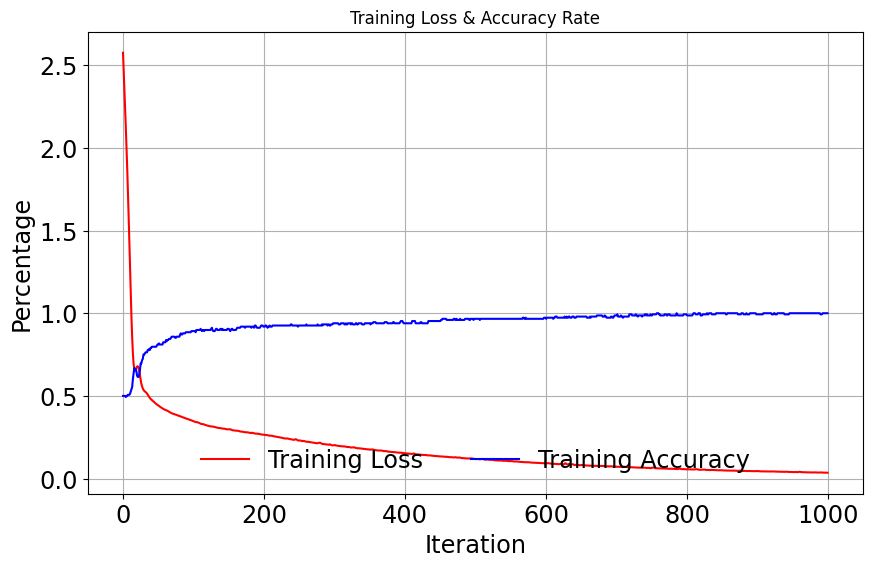 Training Loss & Accuracy Rate
Percentage
2.5
2.0
1.5
1.0
0.5
0.0
Training Loss Training Accuracy
0 200 400 600 800 1000
Iteration